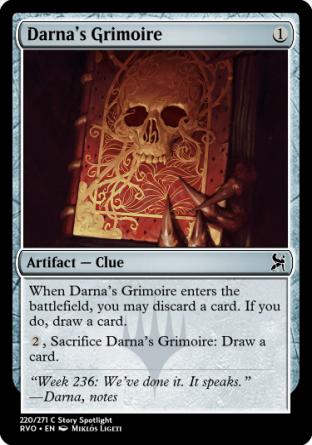 Darna's Grimoire 1
Artifact — Clue
When Darna's Grimoire enters the
battlefield, you may discard a card. If you
do, draw a card.
2, Sacrifice Darna's Grimoire: Draw a
card.
"Week 236: We've done it. It speaks."
—Darna, notes
220/271 C Story Spotlight
RVO • EN Miklós Ligeti